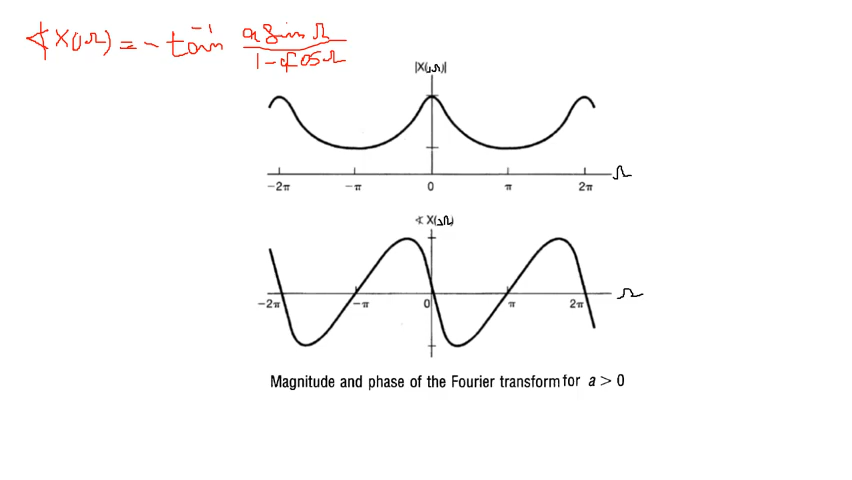 ∢ X(Ω) = - tan⁻¹ a sin Ω / 1 - a cos Ω
|X(Ω)|
-2π -π 0 π 2π Ω
∢ X(Ω)
-2π -π 0 π 2π Ω
Magnitude and phase of the Fourier transform for a > 0